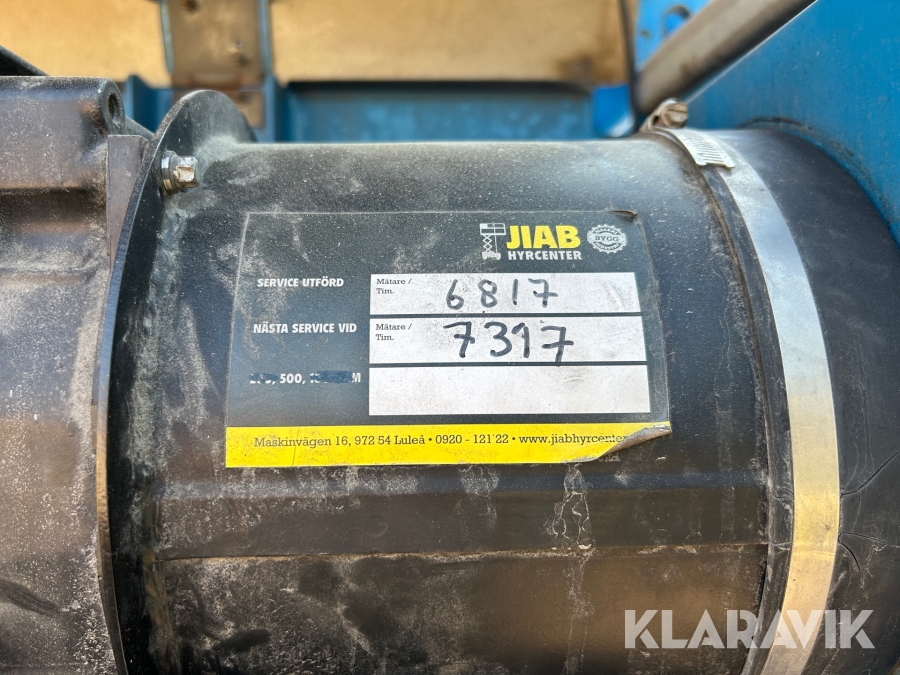 JIAB
HYRCENTER
BYGG
SERVICE UTFÖRD
Mätare /
Tim.
6817
NÄSTA SERVICE VID
Mätare /
Tim.
7317
500,
Maskinvägen 16, 972 54 Luleå • 0920 - 121 22 • www.jiabhyrcenter
KLARAVIK